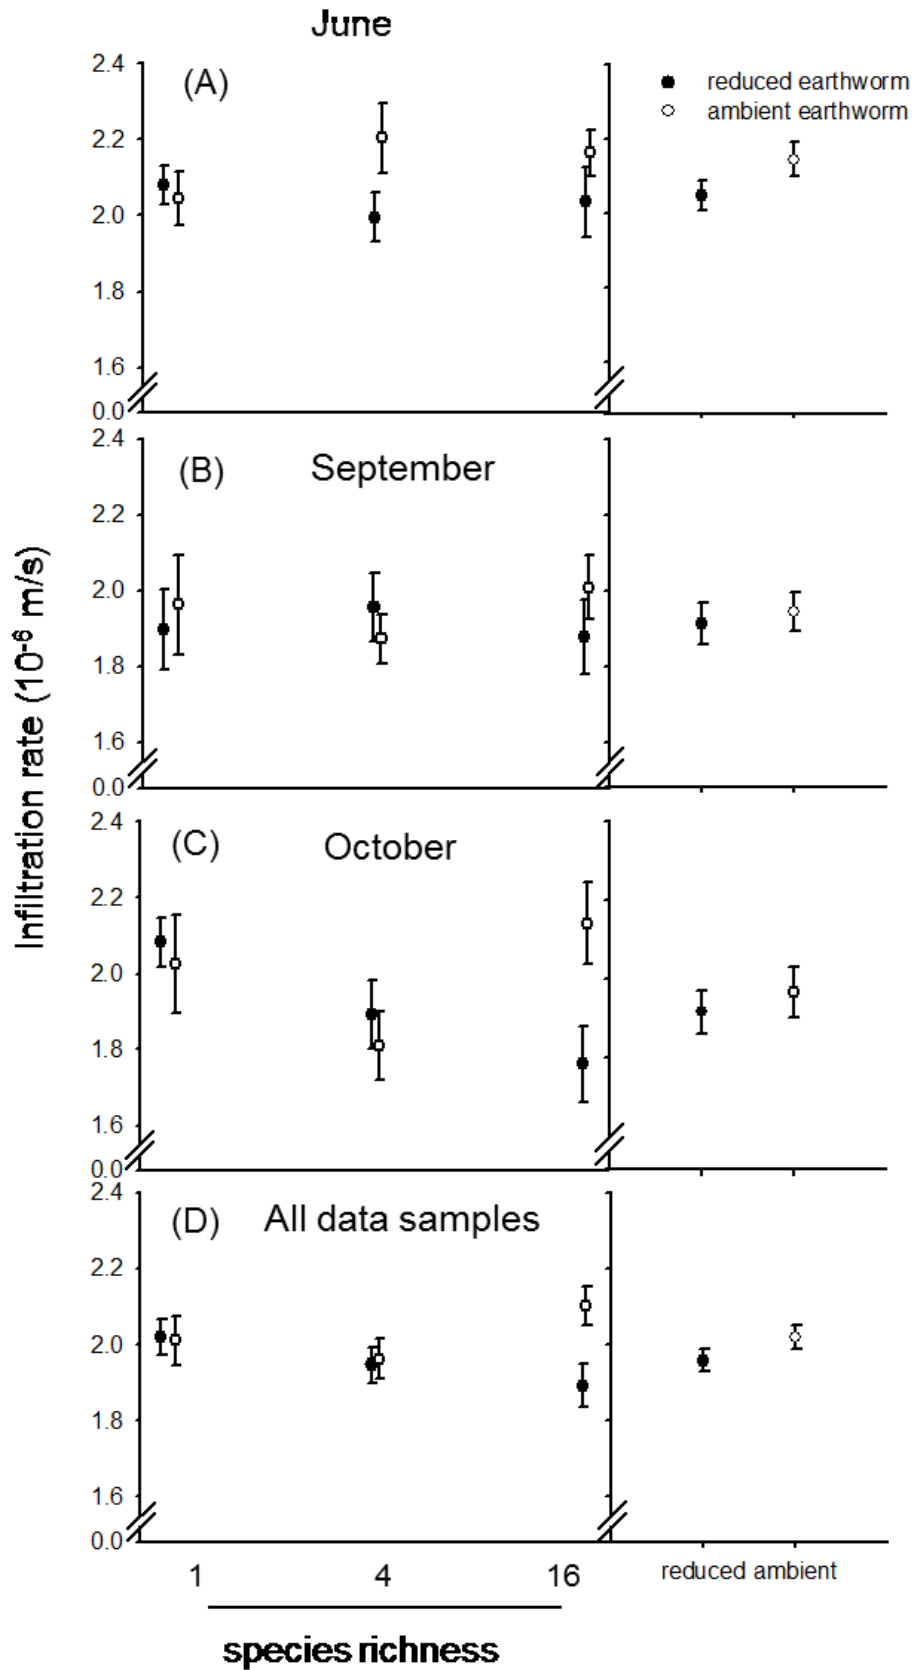 June
2.4
2.2
2.0
1.8
1.6
0.0
(A)
reduced earthworm
ambient earthworm
2.4
2.2
2.0
1.8
1.6
0.0
(B)
September
Infiltration rate (10⁻⁶ m/s)
2.4
2.2
2.0
1.8
1.6
0.0
(C)
October
2.4
2.2
2.0
1.8
1.6
0.0
(D)
All data samples
1 4 16
reduced ambient
species richness